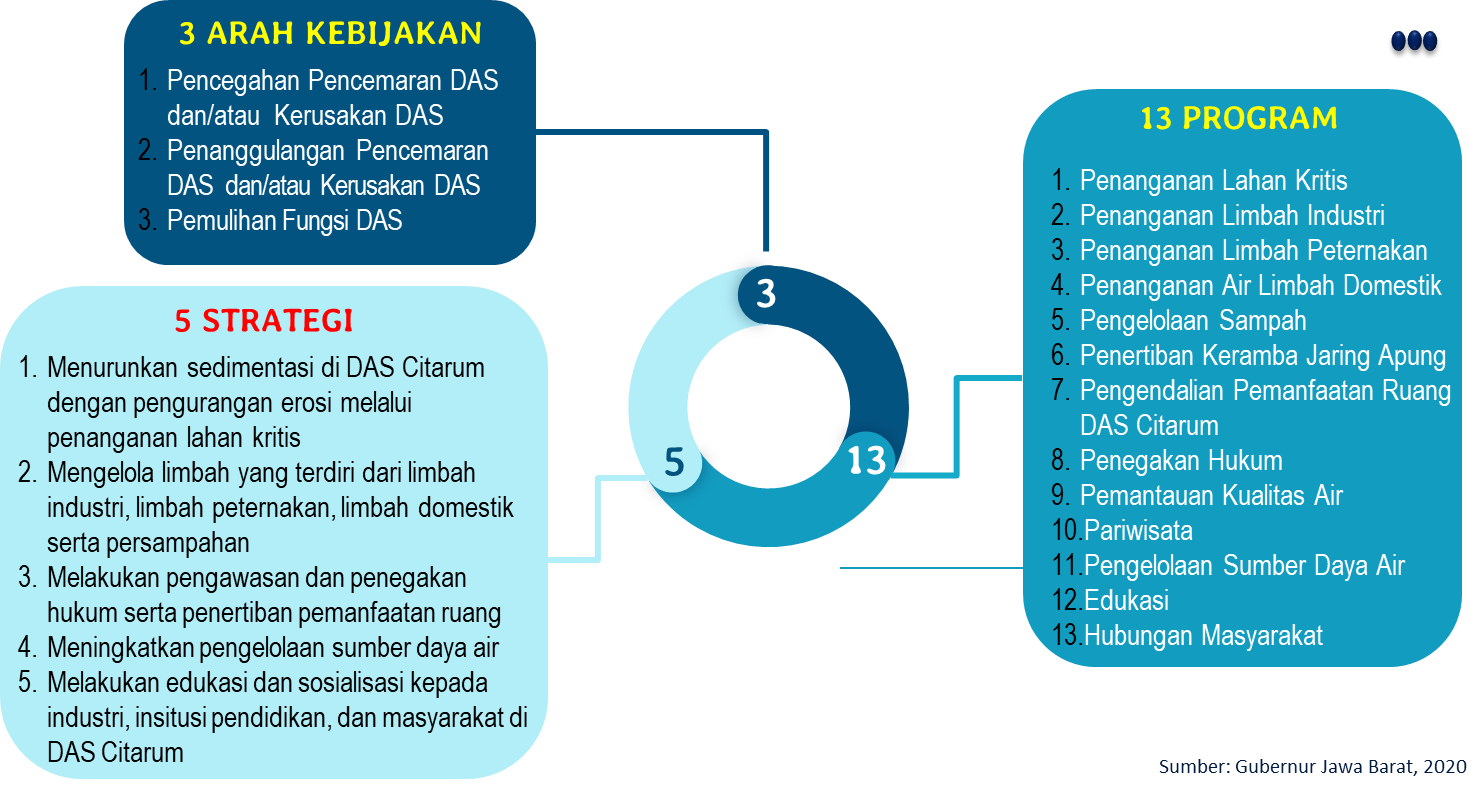 3 ARAH KEBIJAKAN
1. Pencegahan Pencemaran DAS
dan/atau Kerusakan DAS
2. Penanggulangan Pencemaran
DAS dan/atau Kerusakan DAS
3. Pemulihan Fungsi DAS
5 STRATEGI
1. Menurunkan sedimentasi di DAS Citarum
dengan pengurangan erosi melalui
penanganan lahan kritis
2. Mengelola limbah yang terdiri dari limbah
industri, limbah peternakan, limbah domestik
serta persampahan
3. Melakukan pengawasan dan penegakan
hukum serta penertiban pemanfaatan ruang
4. Meningkatkan pengelolaan sumber daya air
5. Melakukan edukasi dan sosialisasi kepada
industri, insitusi pendidikan, dan masyarakat di
DAS Citarum
3
5
13
13 PROGRAM
1. Penanganan Lahan Kritis
2. Penanganan Limbah Industri
3. Penanganan Limbah Peternakan
4. Penanganan Air Limbah Domestik
5. Pengelolaan Sampah
6. Penertiban Keramba Jaring Apung
7. Pengendalian Pemanfaatan Ruang
DAS Citarum
8. Penegakan Hukum
9. Pemantauan Kualitas Air
10.Pariwisata
11.Pengelolaan Sumber Daya Air
12.Edukasi
13.Hubungan Masyarakat
Sumber: Gubernur Jawa Barat, 2020